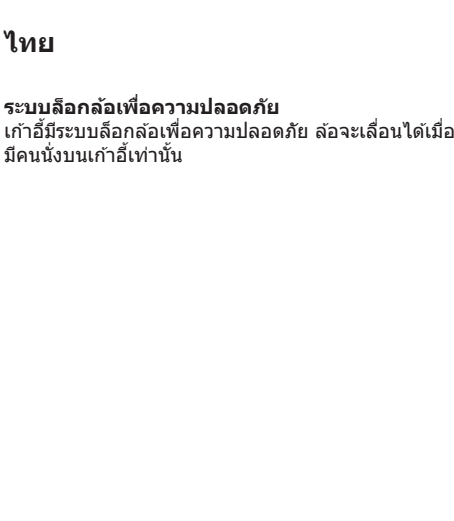 ไทย
ระบบล็อกล้อเพื่อความปลอดภัย
เก้าอี้มีระบบล็อกล้อเพื่อความปลอดภัย ล้อจะเลื่อนได้เมื่อ
มีคนนั่งบนเก้าอี้เท่านั้น